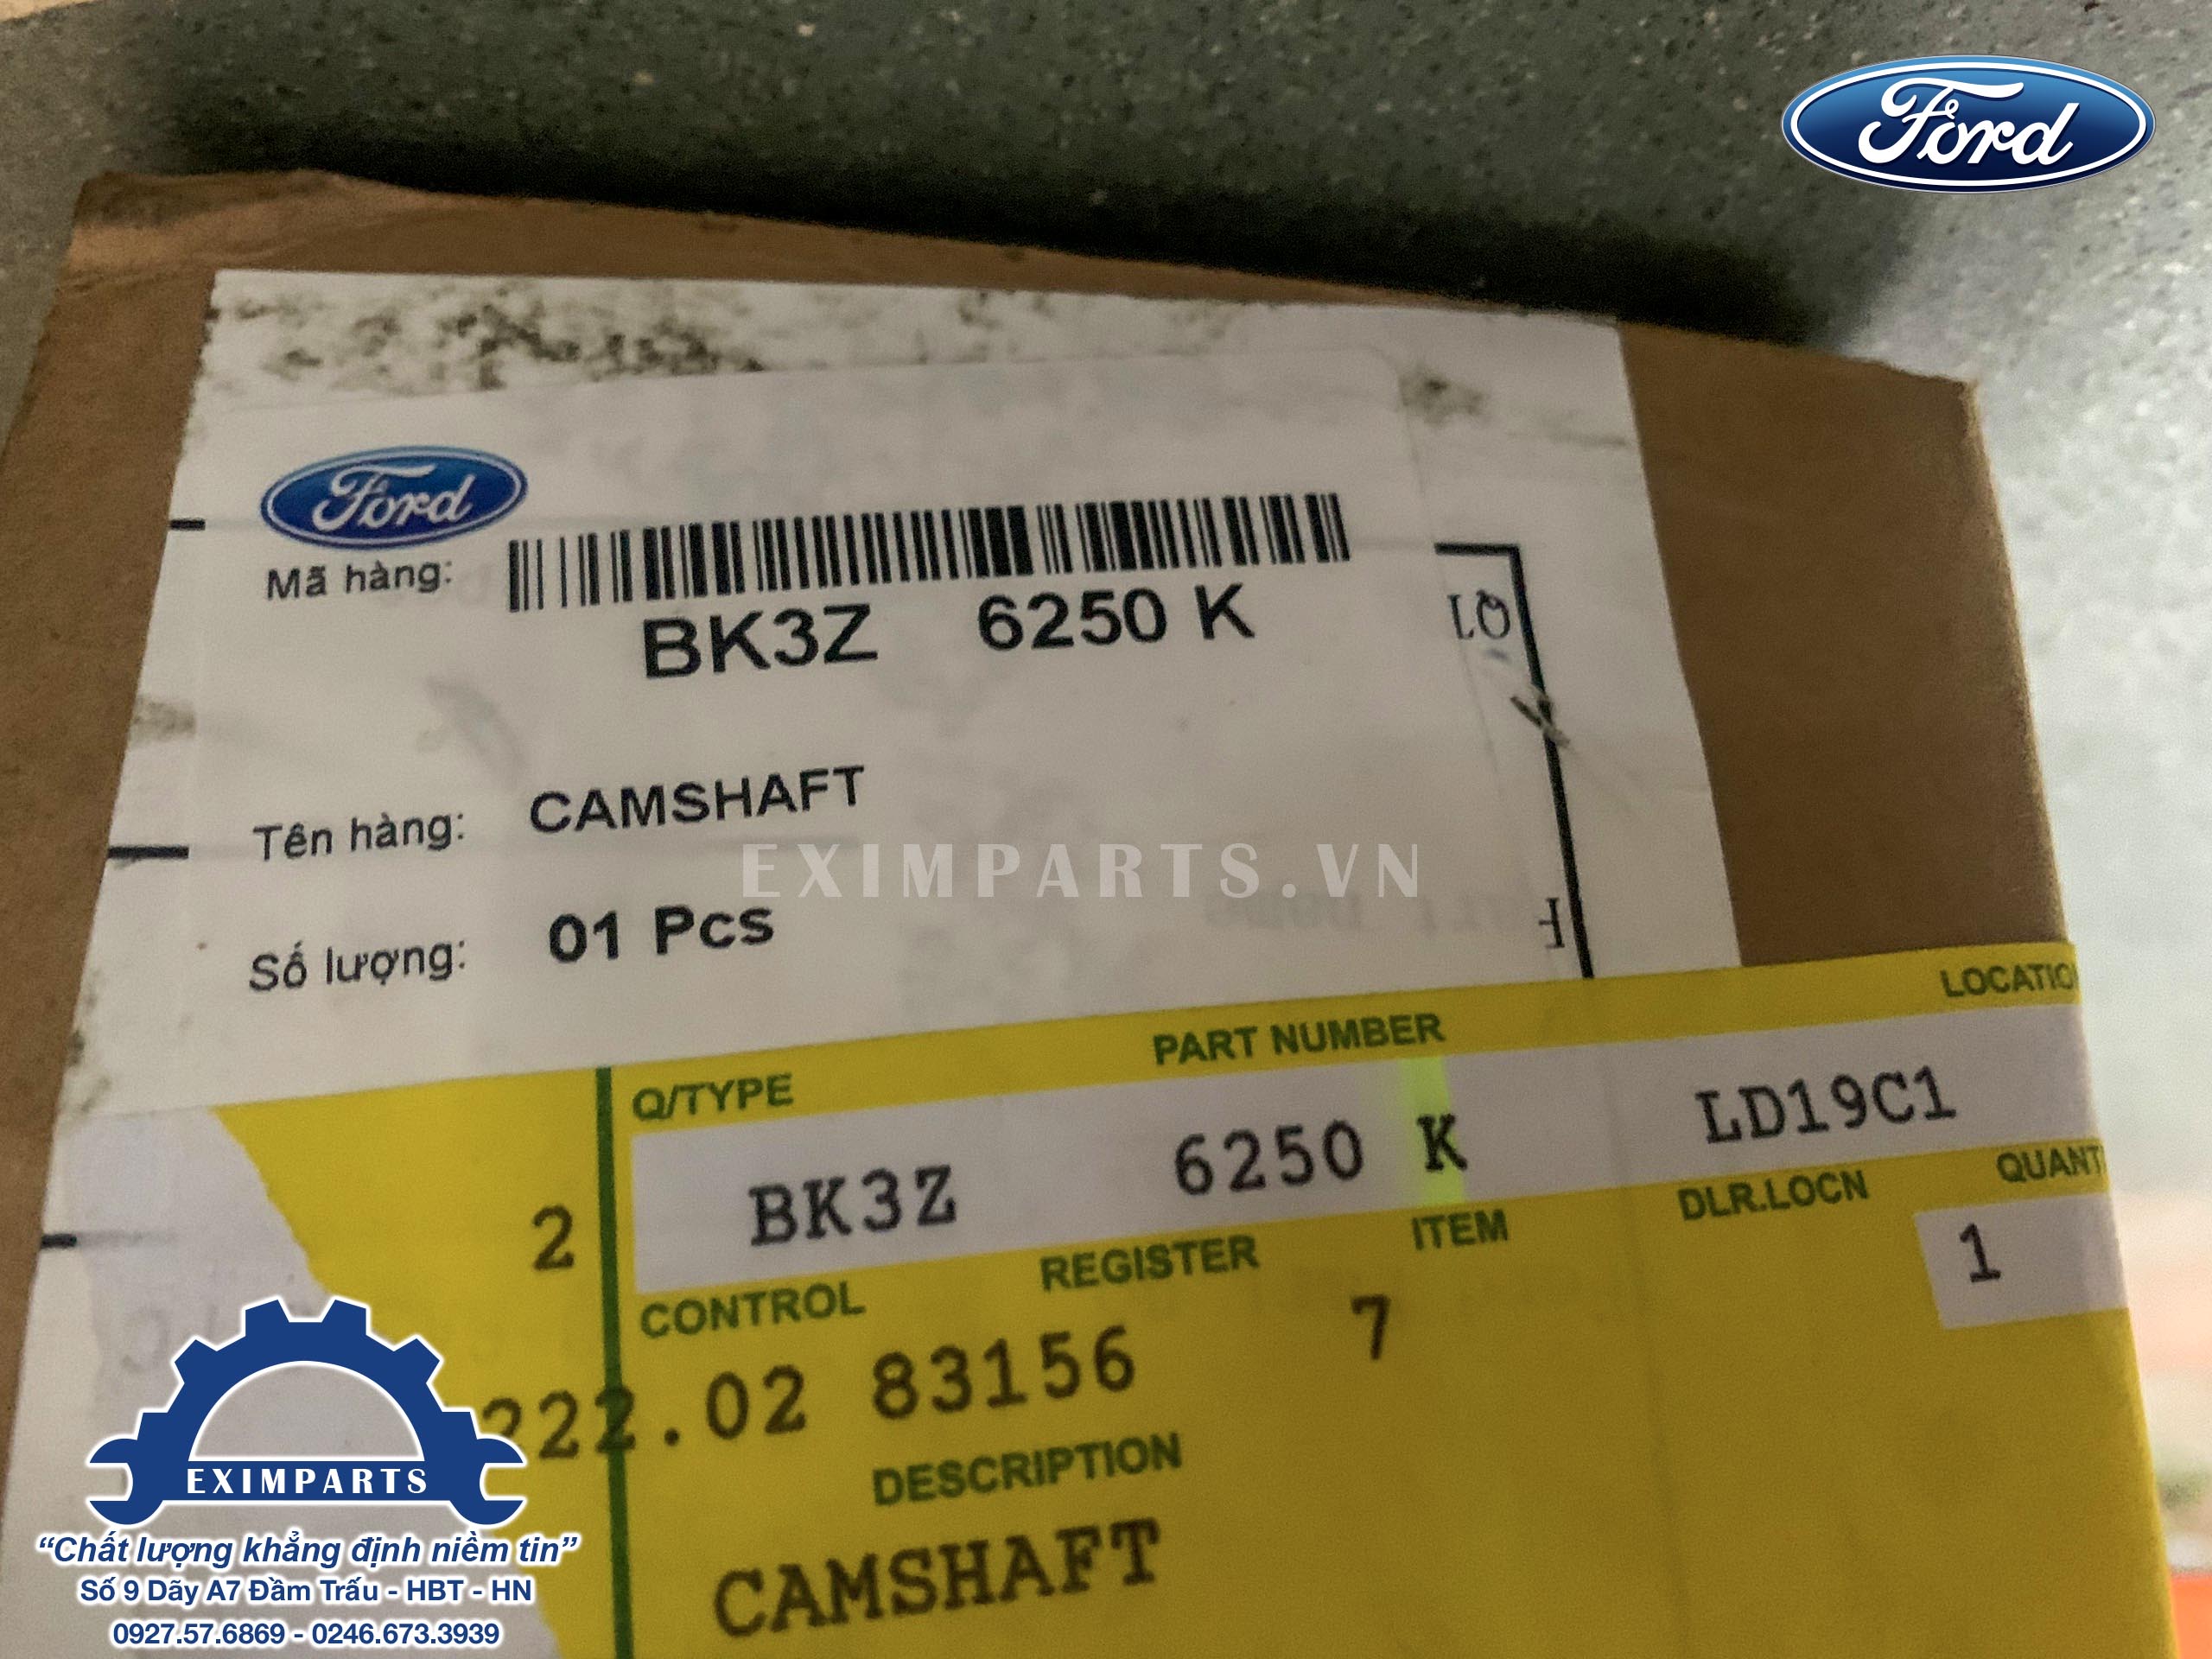 Ford
Ford
Mã hàng:
BK3Z 6250 K
Tên hàng: CAMSHAFT
EXIMPARTS.VN
Số lượng: 01 Pcs
PART NUMBER
LOCATIO
Q/TYPE
BK3Z 6250 K LD19C1
2
CONTROL REGISTER ITEM DLR.LOCN QUANT
222.02 83156 7 1
DESCRIPTION
CAMSHAFT
EXIMPARTS
“Chất lượng khẳng định niềm tin”
Số 9 Dãy A7 Đầm Trấu - HBT - HN
0927.57.6869 - 0246.673.3939